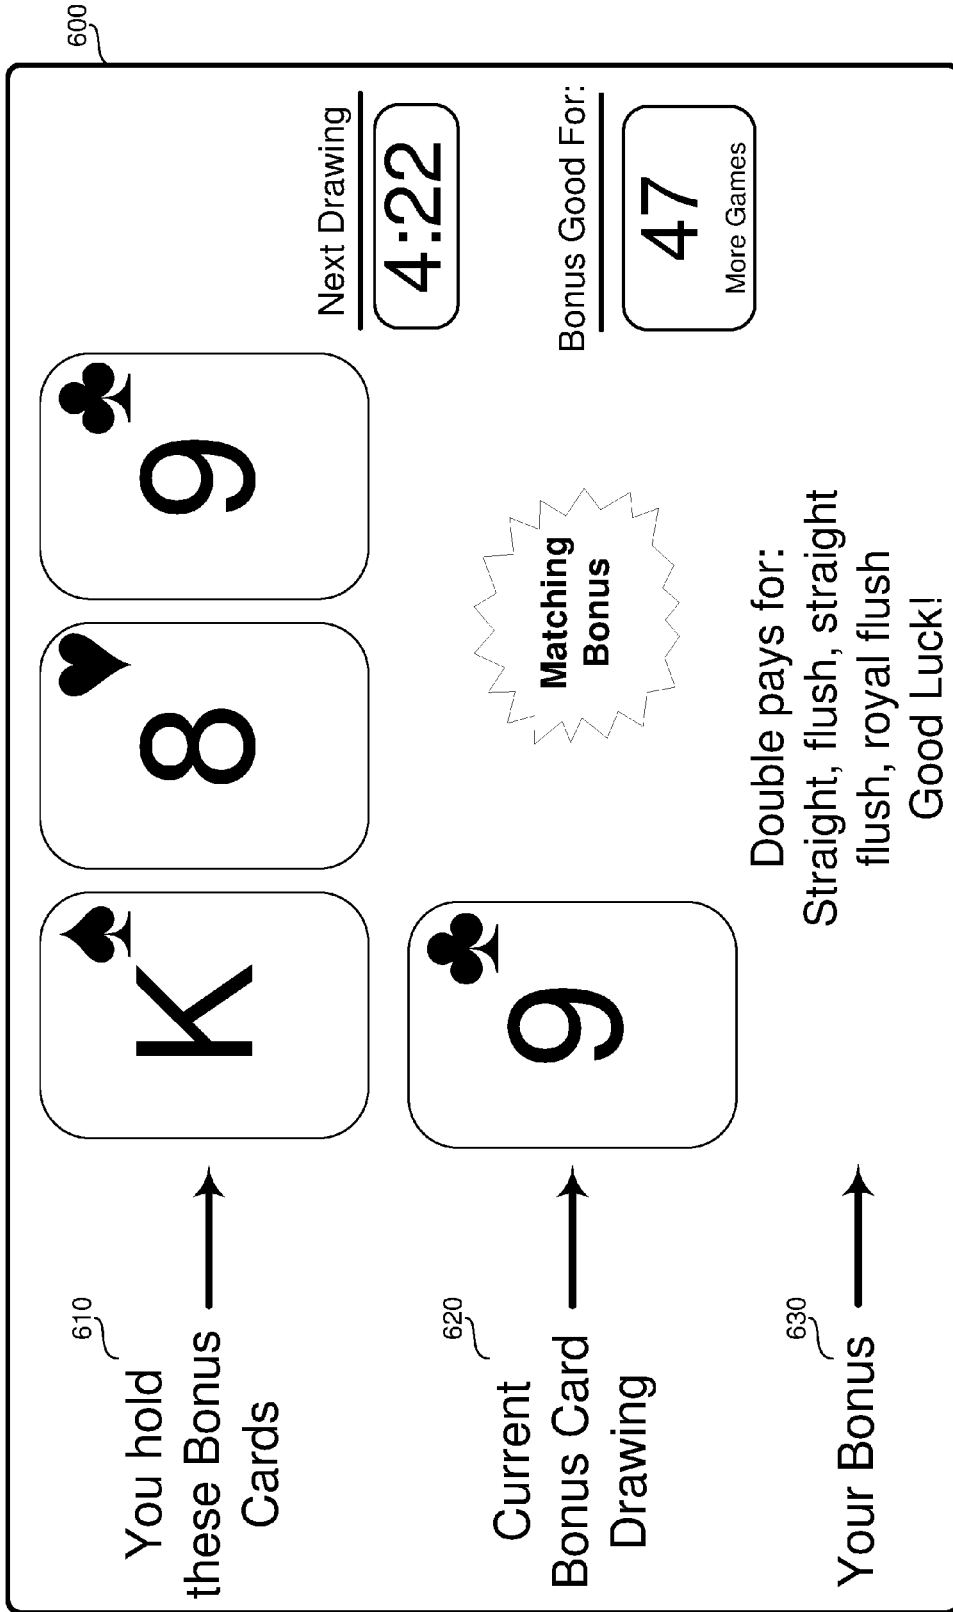 600
610
You hold
these Bonus
Cards
K
8
9
Next Drawing
4:22
620
Current
Bonus Card
Drawing
9
Matching
Bonus
Bonus Good For:
47
More Games
630
Your Bonus
Double pays for:
Straight, flush, straight
flush, royal flush
Good Luck!